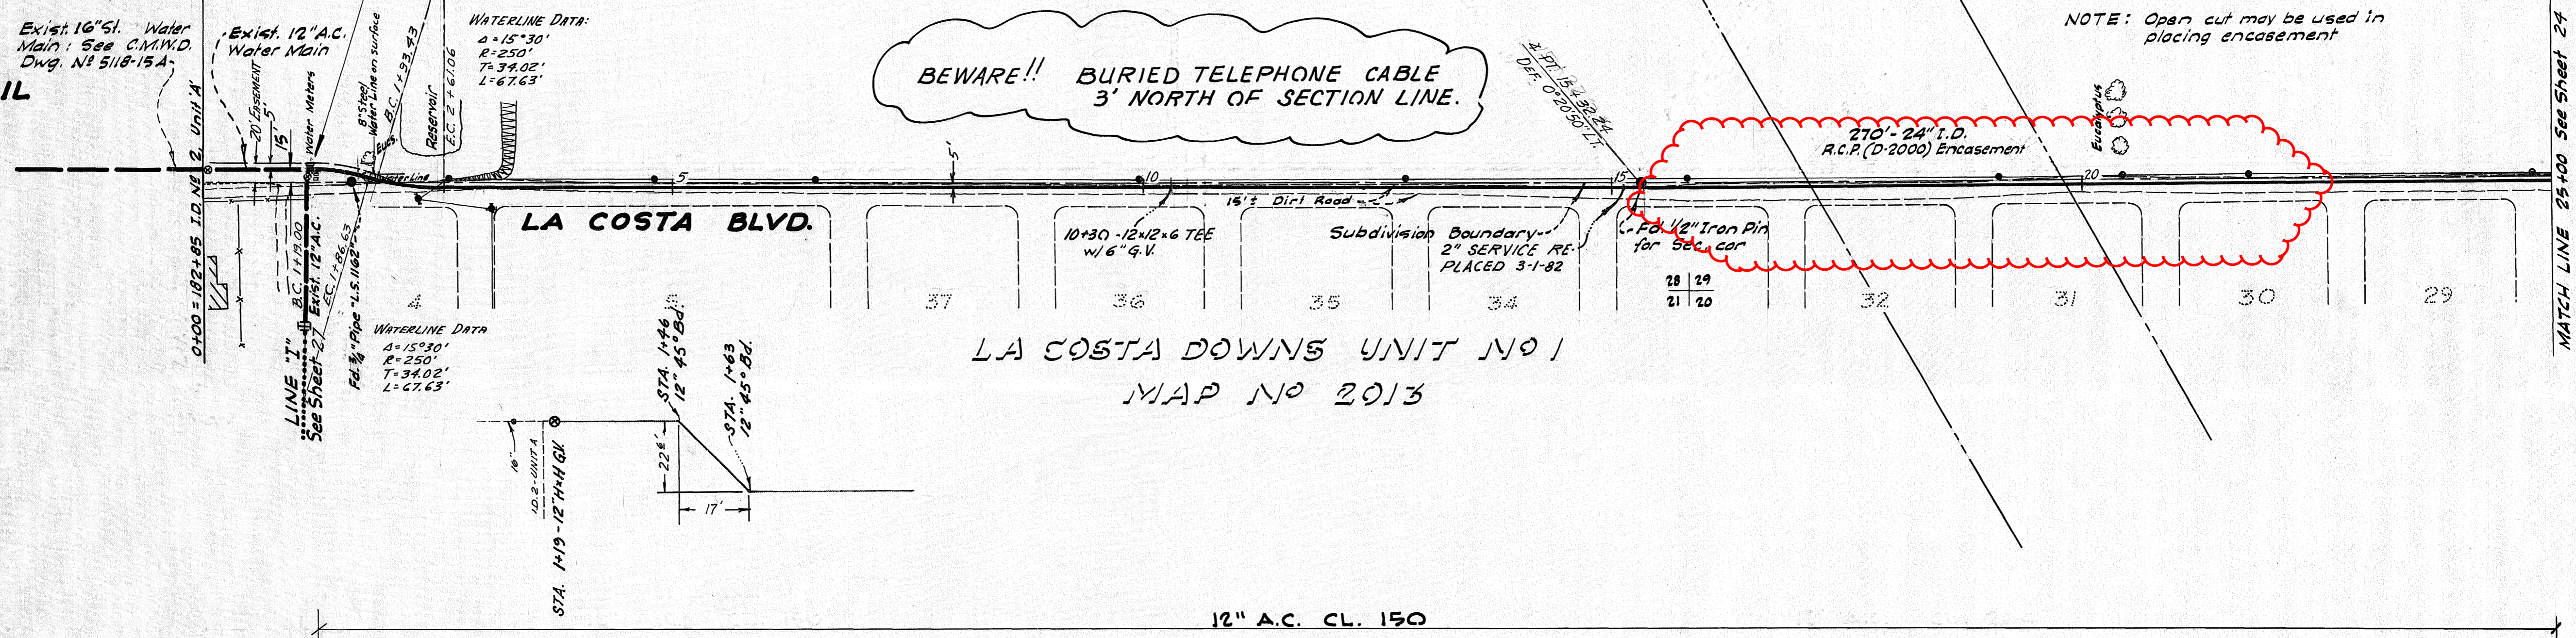 Exist. 16" St. Water
Main : See C.M.W.D.
Dwg. Nº 5118-15A
IL
Exist. 12" A.C.
Water Main
WATERLINE DATA:
Δ=15°30'
R=250'
T=34.02'
L=67.63'
BEWARE!! BURIED TELEPHONE CABLE
3' NORTH OF SECTION LINE.
NOTE: Open cut may be used in
placing encasement
0+00 = 182+85 I.D. Nº 2, Unit 'A'
20' EASEMENT
5'
15'
Water Meters
8" Steel
Water Line on surface
Eucs.
B.C. 1+93.43
Reservoir
E.C. 2+61.06
Water Line
5
5'
10
15
20
PT. 15+32.24
DEF. 0°20'50" LT.
270' - 24" I.D.
R.C.P. (D-2000) Encasement
Eucalyptus
MATCH LINE 25+00 See Sheet 24
LA COSTA BLVD.
15'± Dirt Road
10+30 - 12x12x6 TEE
w/ 6" G.V.
Subdivision Boundary
2" SERVICE RE-
PLACED 3-1-82
Fd. 1/2" Iron Pin
for Sec. cor
28 29
21 20
B.C. 1+19.00
E.C. 1+86.63
LINE "I"
See Sheet 27
Exist. 12" A.C.
Fd. 3/4" Pipe "L.S. 1162"
4
37
36
35
34
32
31
30
29
WATERLINE DATA
Δ=15°30'
R=250'
T=34.02'
L=67.63'
LA COSTA DOWNS UNIT Nº 1
MAP Nº 2013
STA. 1+46
12" 45° Bd.
STA. 1+63
12" 45° Bd.
16"
I.D. 2-UNIT A
STA. 1+19 - 12" HxH G.V.
17'
12" A.C. CL. 150